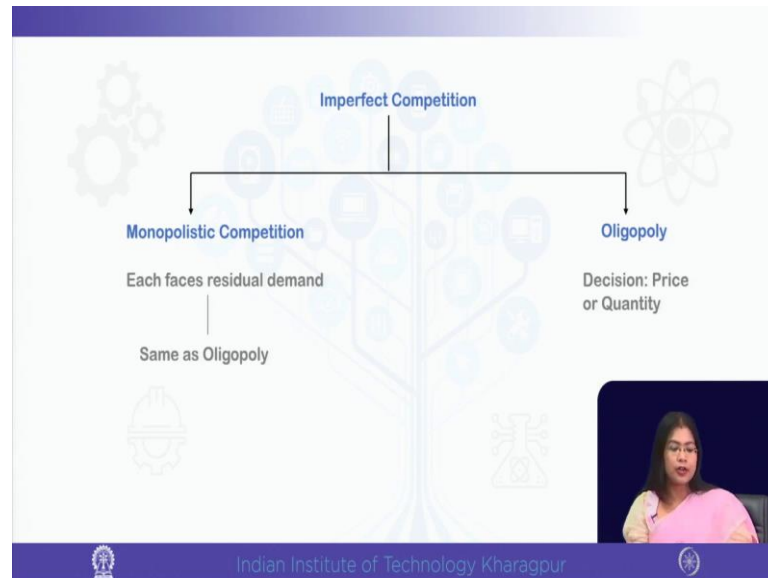 Imperfect Competition
Monopolistic Competition
Each faces residual demand
Same as Oligopoly
Oligopoly
Decision: Price
or Quantity
Indian Institute of Technology Kharagpur